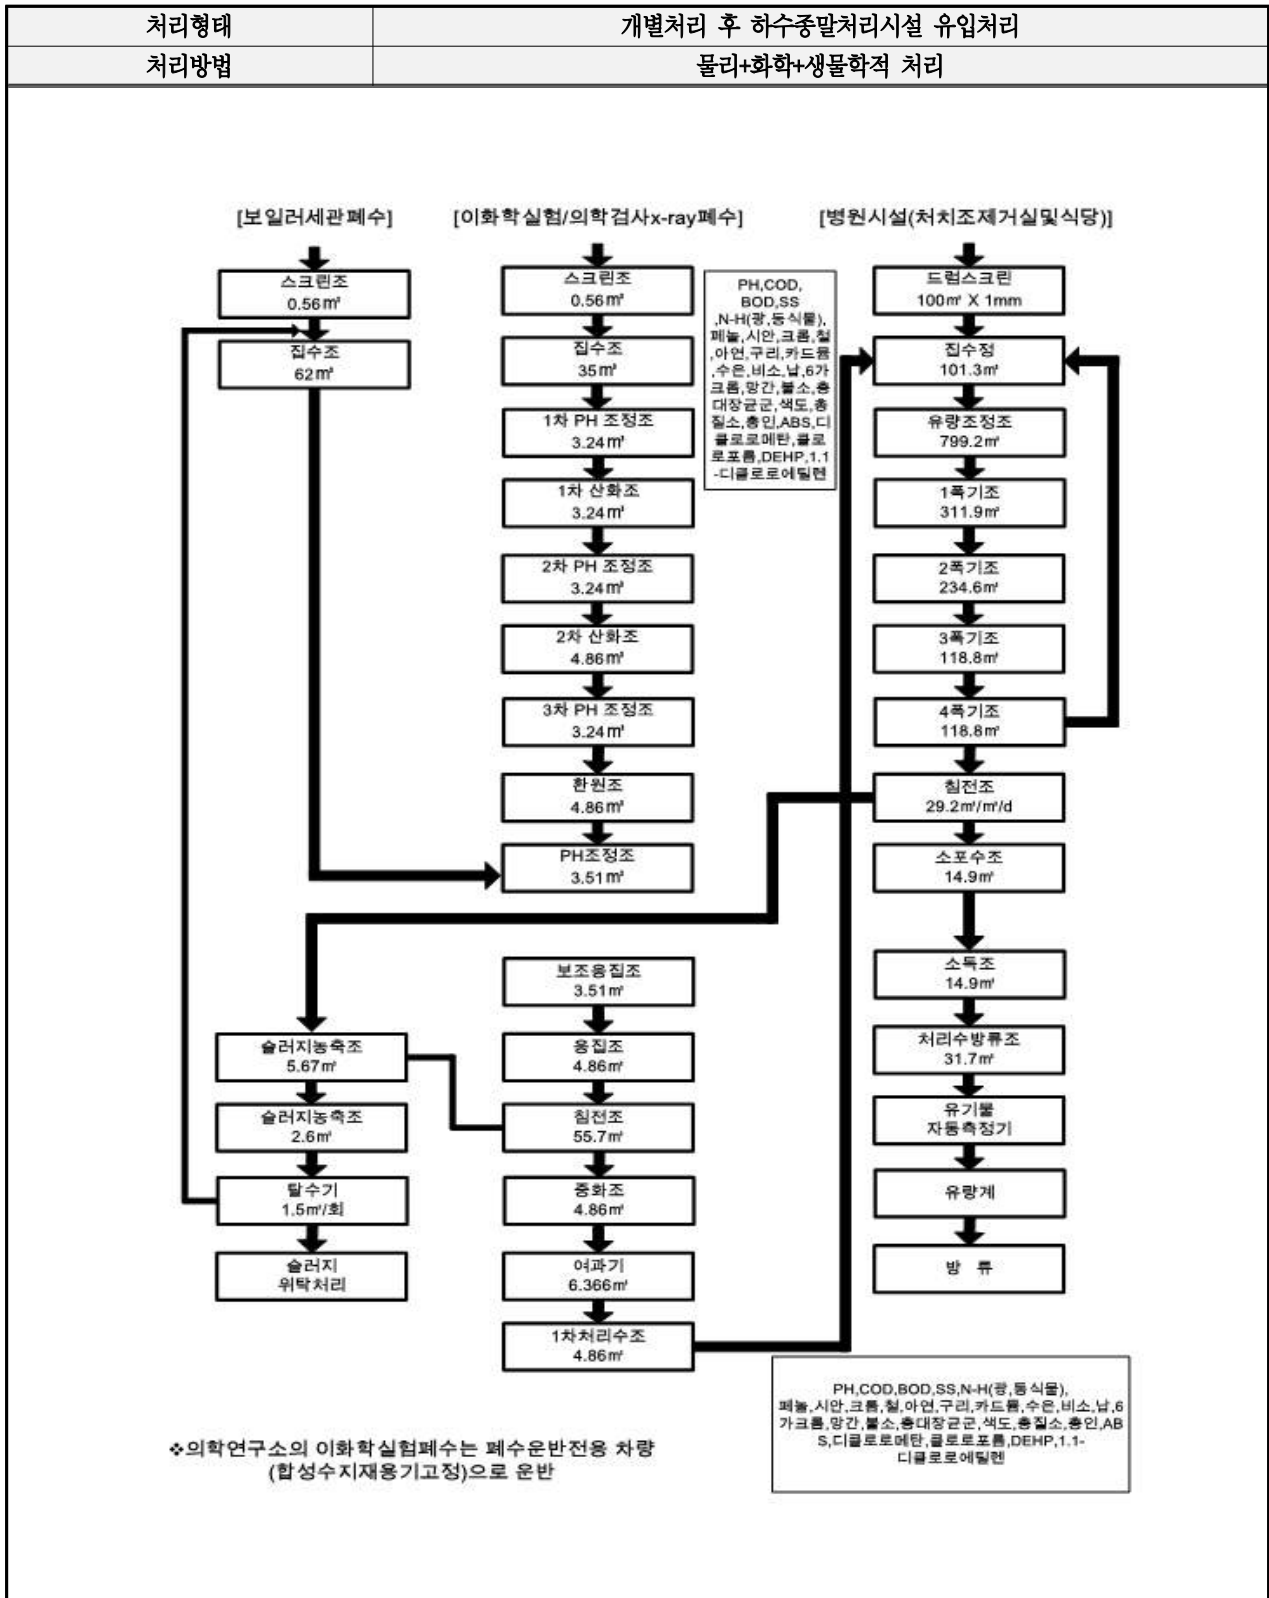 처리형태
개별처리 후 하수종말처리시설 유입처리
처리방법
물리+화학+생물학적 처리
[보일러세관폐수]
스크린조
0.56㎥
집수조
62㎥
[이화학실험/의학검사x-ray폐수]
스크린조
0.56㎥
집수조
35㎥
1차 PH 조정조
3.24㎥
1차 산화조
3.24㎥
2차 PH 조정조
3.24㎥
2차 산화조
4.86㎥
3차 PH 조정조
3.24㎥
환원조
4.86㎥
PH조정조
3.51㎥
PH,COD,
BOD,SS
,N-H(광,동식물),
페놀,시안,크롬,철
,아연,구리,카드뮴
,수은,비소,납,6가
크롬,망간,불소,총
대장균군,색도,총
질소,총인,ABS,디
클로로메탄,클로
로포름,DEHP,1.1
-디클로로에틸렌
[병원시설(처치조제거실및식당)]
드럼스크린
100㎥ X 1mm
집수정
101.3㎥
유량조정조
799.2㎥
1폭기조
311.9㎥
2폭기조
234.6㎥
3폭기조
118.8㎥
4폭기조
118.8㎥
침전조
29.2㎥/㎡/d
소포수조
14.9㎥
소독조
14.9㎥
처리수방류조
31.7㎥
유기물
자동측정기
유량계
방 류
보조응집조
3.51㎥
응집조
4.86㎥
침전조
55.7㎥
중화조
4.86㎥
여과기
6.366㎥
1차처리수조
4.86㎥
슬러지농축조
5.67㎥
슬러지농축조
2.6㎥
탈수기
1.5㎥/회
슬러지
위탁처리
PH,COD,BOD,SS,N-H(광,동식물),
페놀,시안,크롬,철,아연,구리,카드뮴,수은,비소,납,6
가크롬,망간,불소,총대장균군,색도,총질소,총인,AB
S,디클로로메탄,클로로포름,DEHP,1.1-
디클로로에틸렌
❖의학연구소의 이화학실험폐수는 폐수운반전용 차량
(합성수지재용기고정)으로 운반